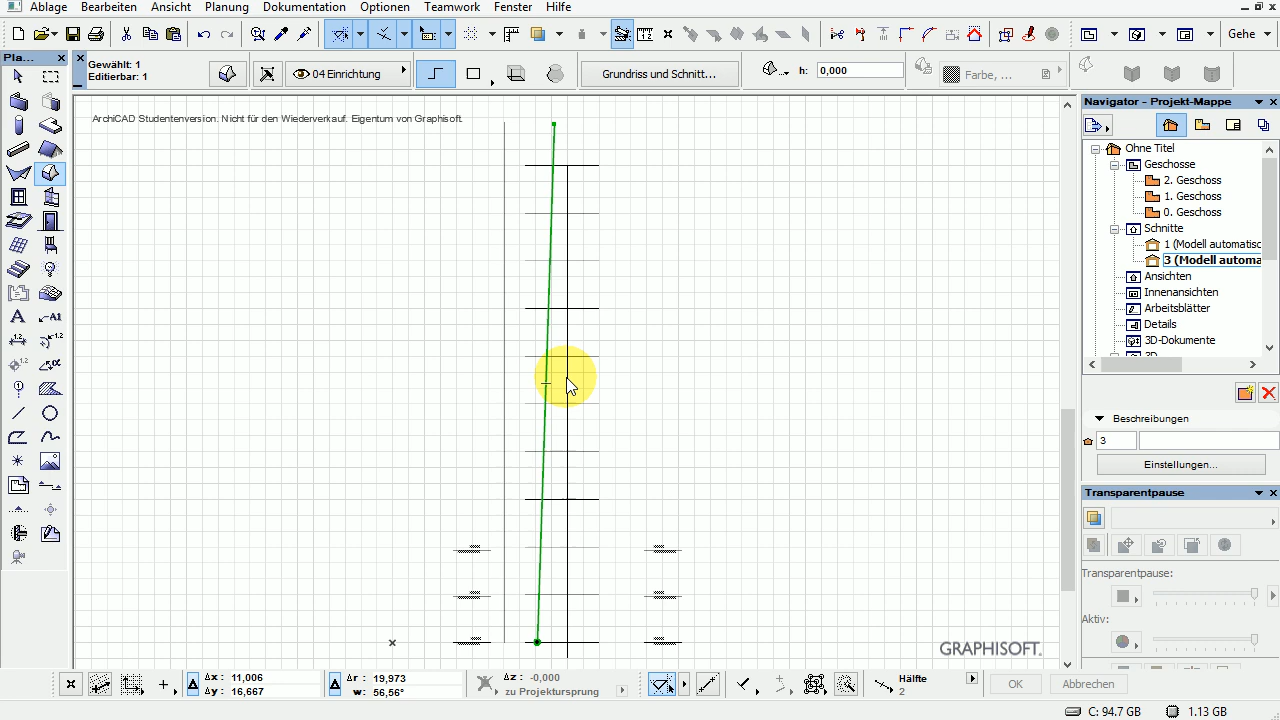 Ablage Bearbeiten Ansicht Planung Dokumentation Optionen Teamwork Fenster Hilfe
Gehe
Pla...
Gewählt: 1
Editierbar: 1
04 Einrichtung
Grundriss und Schnitt...
h: 0,000
Farbe, ...
Navigator - Projekt-Mappe
ArchiCAD Studentenversion. Nicht für den Wiederverkauf. Eigentum von Graphisoft.
Ohne Titel
Geschosse
2. Geschoss
1. Geschoss
0. Geschoss
Schnitte
1 (Modell automatisc
3 (Modell automa
Ansichten
Innenansichten
Arbeitsblätter
Details
3D-Dokumente
A A1
Beschreibungen
3
Einstellungen...
Transparentpause
Transparentpause:
Aktiv:
GRAPHISOFT.
Δx: 11,006
Δy: 16,667
Δr: 19,973
w: 56,56°
Δz: -0,000
zu Projektursprung
Hälfte
2
OK Abbrechen
C: 94.7 GB 1.13 GB